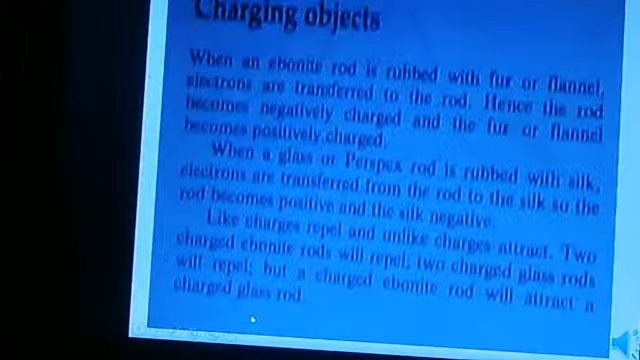 Charging objects
When an ebonite rod is rubbed with fur or flannel,
electrons are transferred to the rod. Hence the rod
becomes negatively charged and the fur or flannel
becomes positively charged.
When a glass or Perspex rod is rubbed with silk,
electrons are transferred from the rod to the silk so the
rod becomes positive and the silk negative.
Like charges repel and unlike charges attract. Two
charged ebonite rods will repel; two charged glass rods
will repel; but a charged ebonite rod will attract a
charged glass rod.